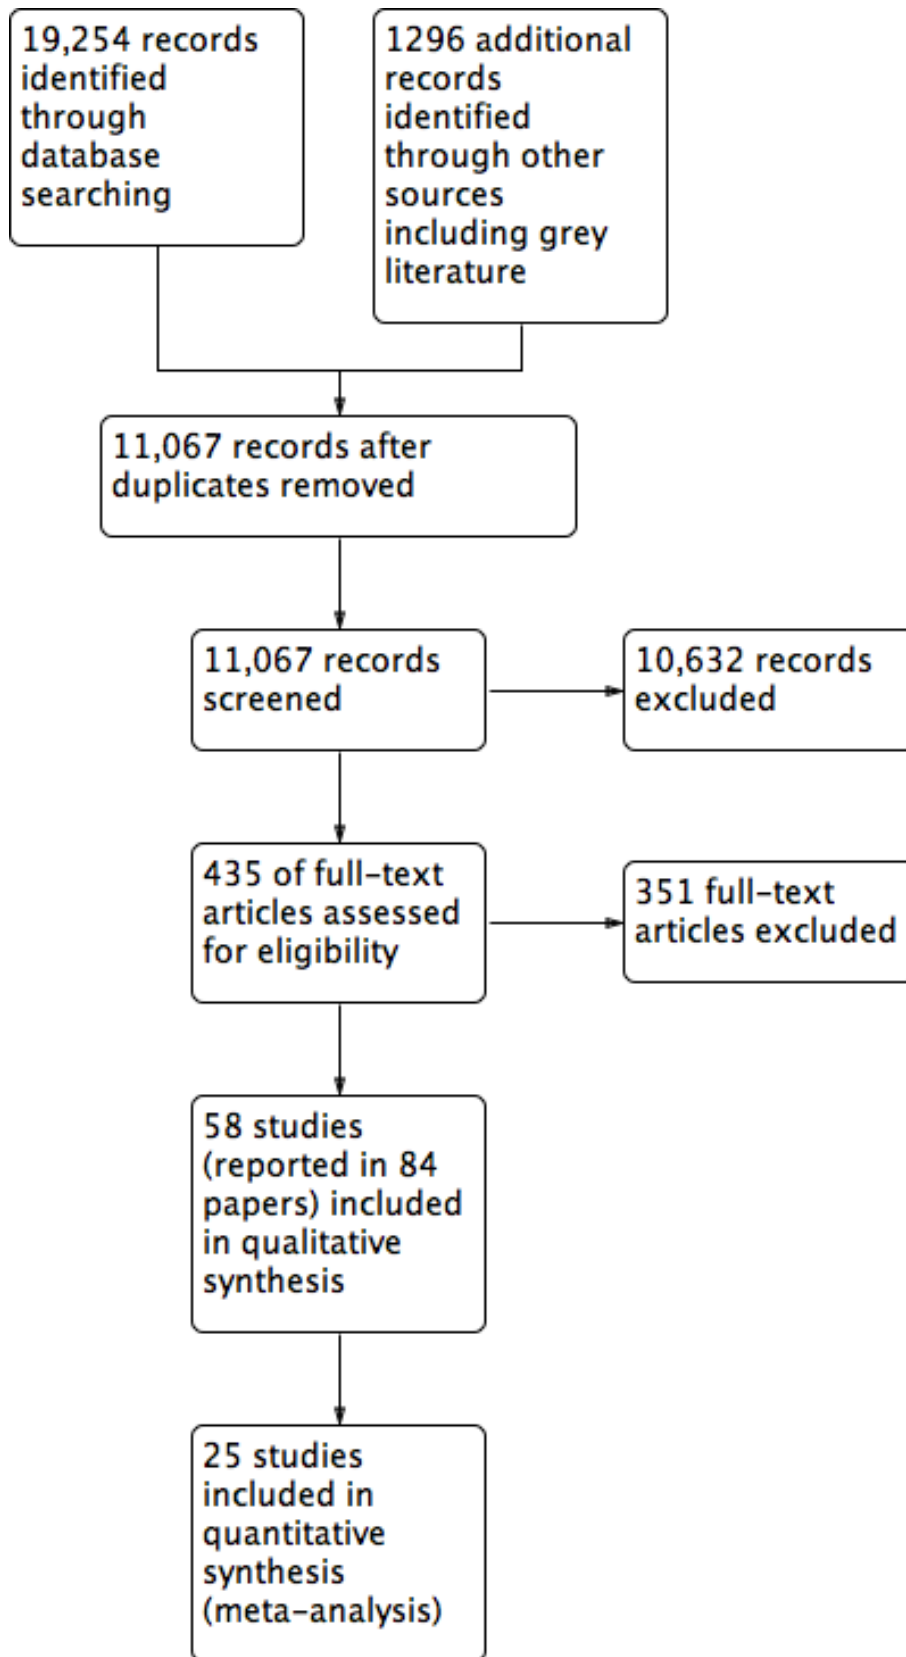 19,254 records
identified
through
database
searching
1296 additional
records
identified
through other
sources
including grey
literature
11,067 records after
duplicates removed
11,067 records
screened
10,632 records
excluded
435 of full-text
articles assessed
for eligibility
351 full-text
articles excluded
58 studies
(reported in 84
papers) included
in qualitative
synthesis
25 studies
included in
quantitative
synthesis
(meta-analysis)